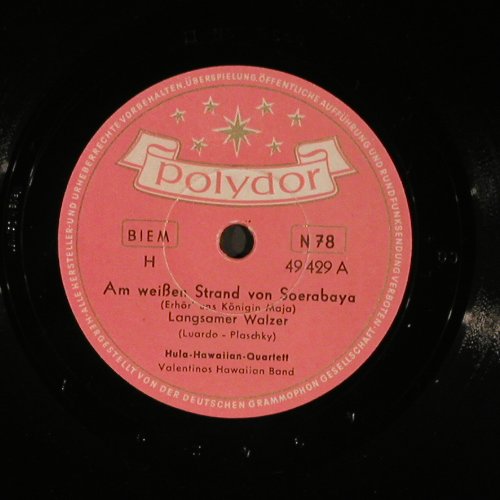 ALLE HERSTELLER- UND URHEBERRECHTE VORBEHALTEN. ÜBERSPIELUNG, ÖFFENTLICHE AUFFÜHRUNG UND RUNDFUNKSENDUNG VERBOTEN.
polydor
BIEM N 78
H 49 429 A
Am weißen Strand von Soerabaya
(Erhör' uns Königin Maja)
Langsamer Walzer
(Luardo - Plaschky)
Hula-Hawaiian-Quartett
Valentinos Hawaiian Band
HERGESTELLT VON DER DEUTSCHEN GRAMMOPHON GESELLSCHAFT